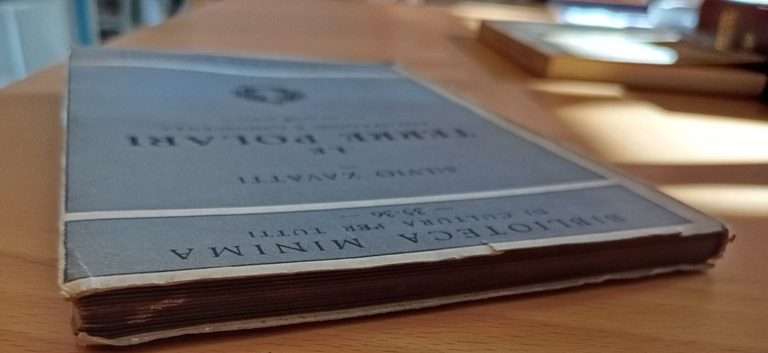 BIBLIOTECA MINIMA
DI CULTURA PER TUTTI
— 35-36 —
SILVIO ZAVATTI
LE
TERRE POLARI